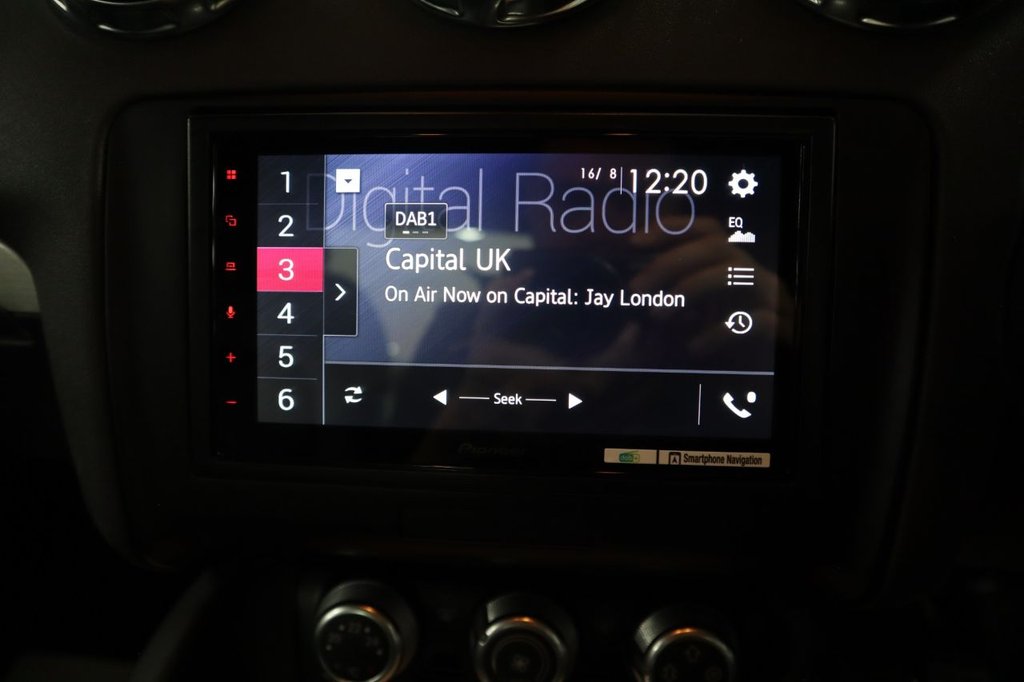 16/ 8 12:20
Digital Radio
DAB1
Capital UK
On Air Now on Capital: Jay London
1
2
3
4
5
6
EQ
Seek
Pioneer
dab+ Smartphone Navigation